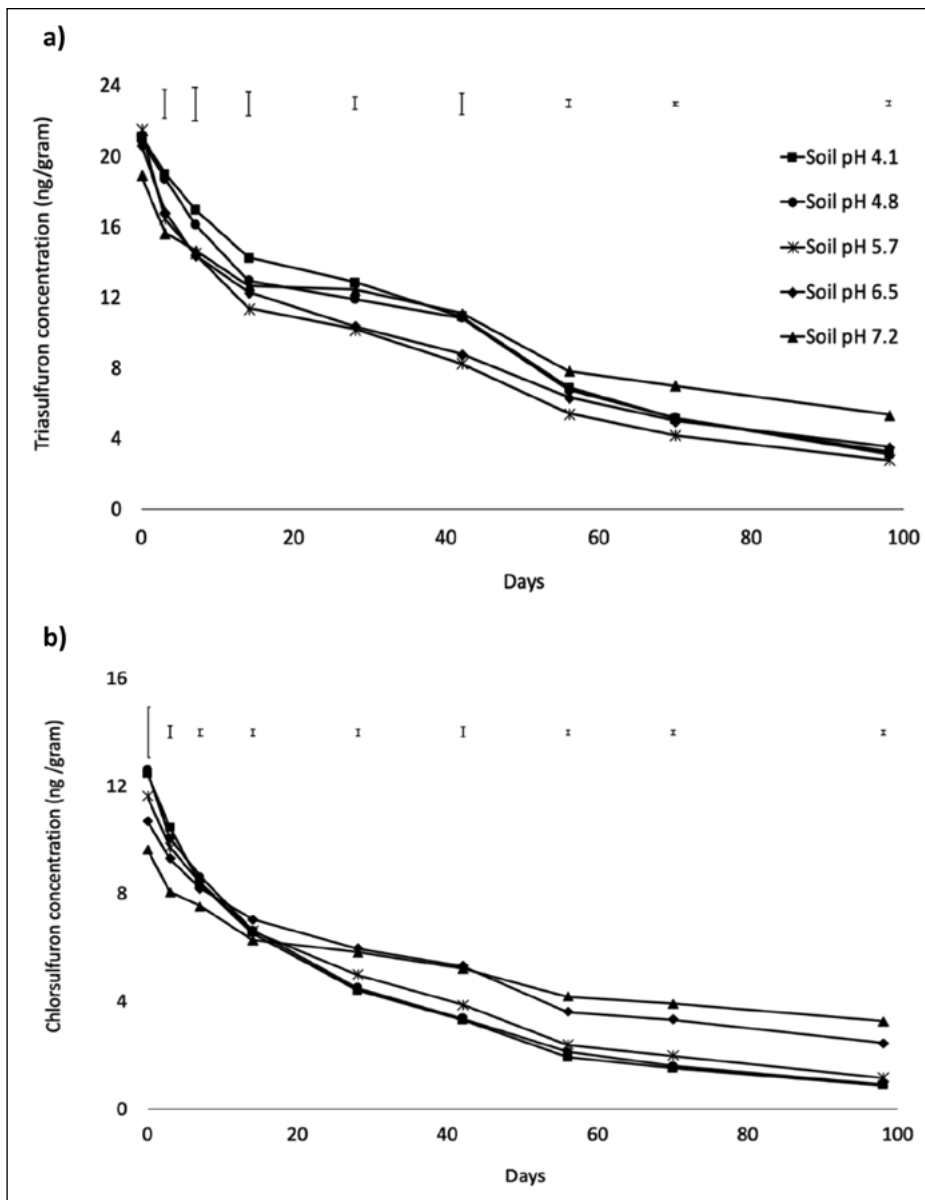 a)
24
20
16
12
8
4
0
Triasulfuron concentration (ng/gram)
Soil pH 4.1
Soil pH 4.8
Soil pH 5.7
Soil pH 6.5
Soil pH 7.2
0 20 40 60 80 100
Days
b)
16
12
8
4
0
Chlorsulfuron concentration (ng /gram)
0 20 40 60 80 100
Days